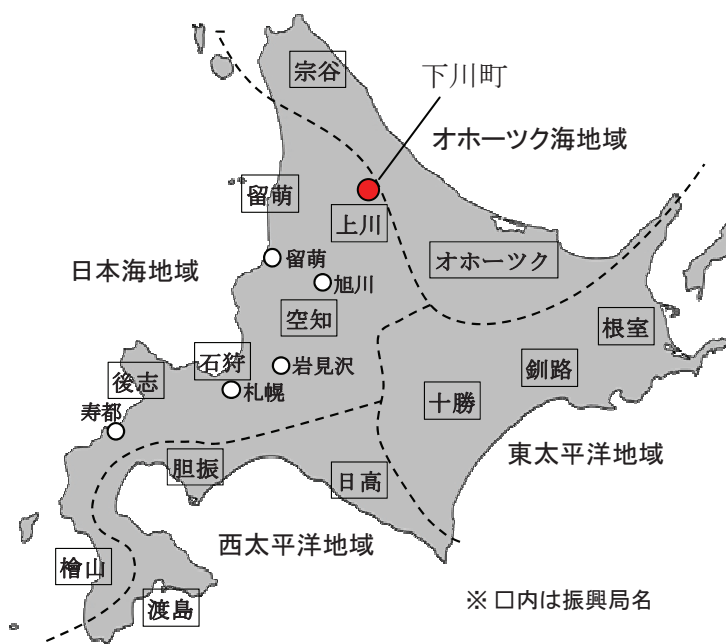 宗谷
下川町
オホーツク海地域
留萌
上川
オホーツク
日本海地域
留萌
旭川
空知
根室
石狩
岩見沢
釧路
後志
札幌
十勝
寿都
東太平洋地域
胆振
日高
西太平洋地域
檜山
渡島
※ 口内は振興局名